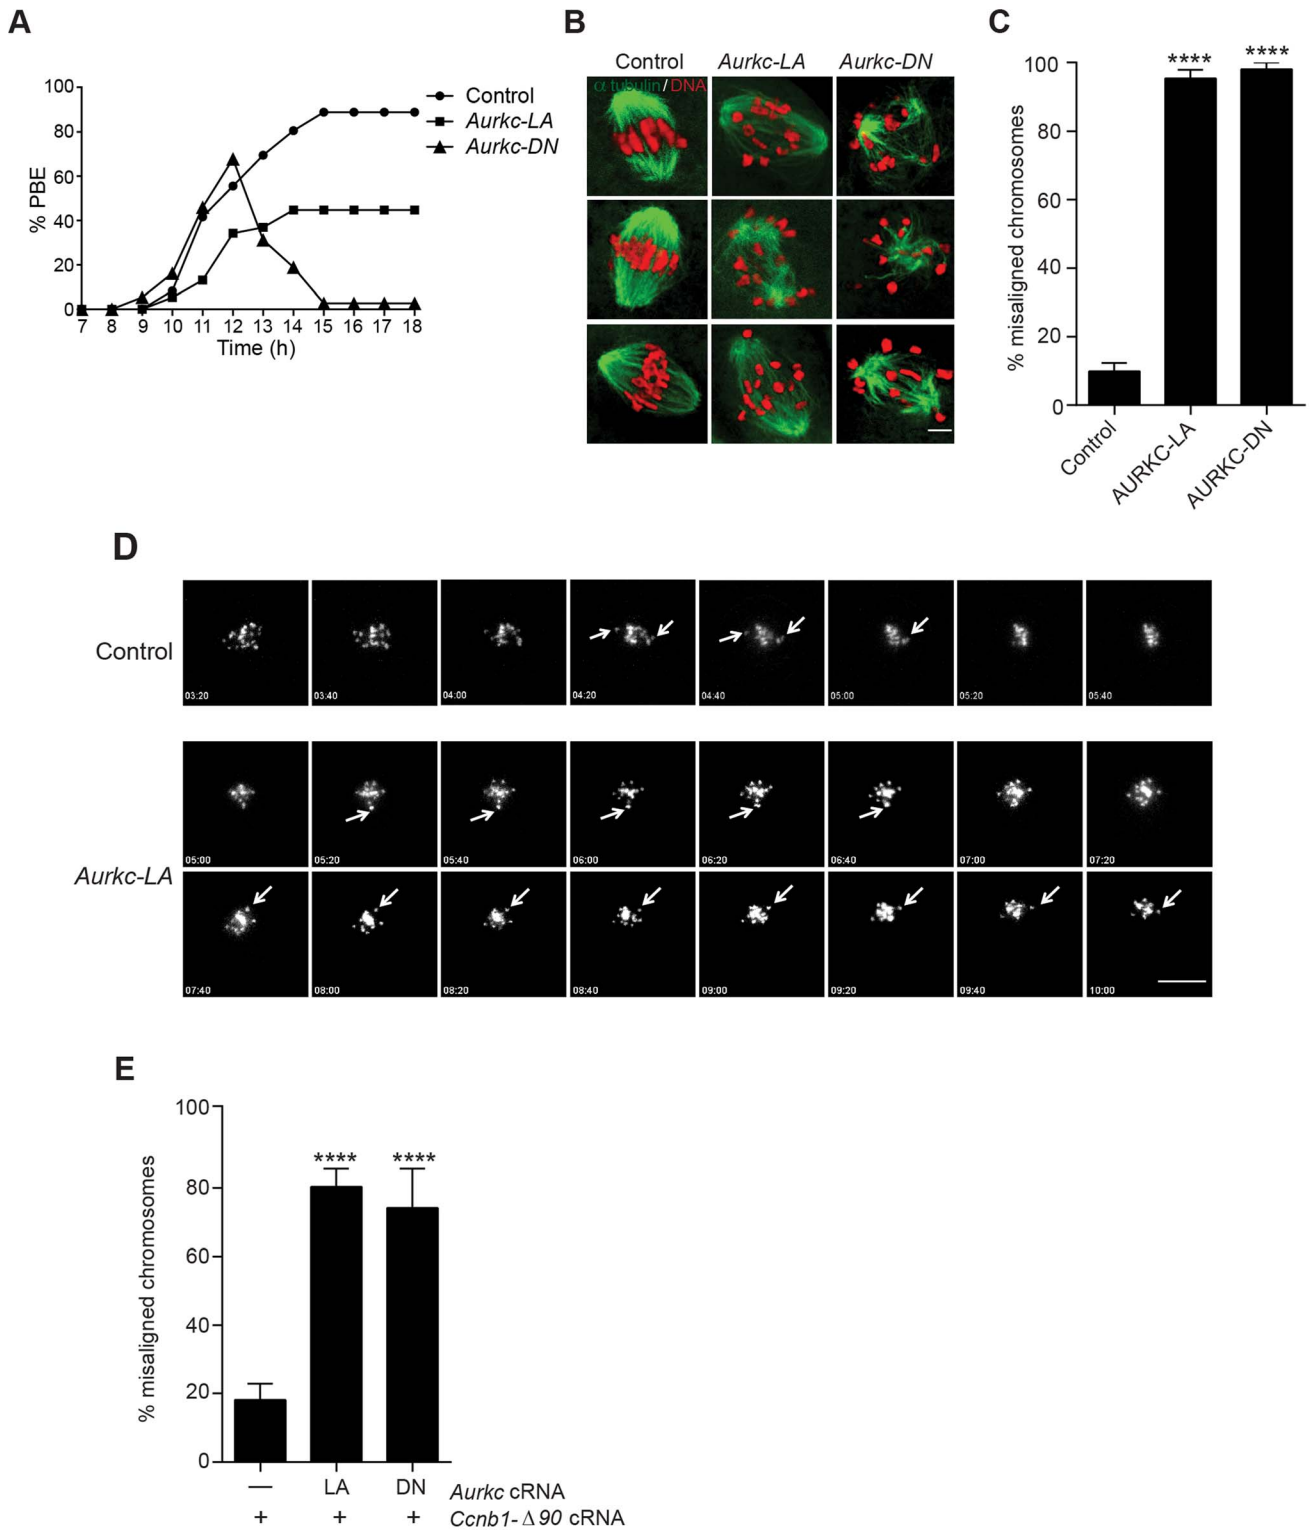 A
100
80
60
40
20
0
% PBE
7 8 9 10 11 12 13 14 15 16 17 18
Time (h)
Control
Aurkc-LA
Aurkc-DN
B
Control Aurkc-LA Aurkc-DN
α tubulin/DNA
C
100
80
60
40
20
0
% misaligned chromosomes
**** ****
Control AURKC-LA AURKC-DN
D
Control
03:20 03:40 04:00 04:20 04:40 05:00 05:20 05:40
Aurkc-LA
05:00 05:20 05:40 06:00 06:20 06:40 07:00 07:20
07:40 08:00 08:20 08:40 09:00 09:20 09:40 10:00
E
100
80
60
40
20
0
% misaligned chromosomes
**** ****
— LA DN Aurkc cRNA
+ + + Ccnb1-Δ90 cRNA